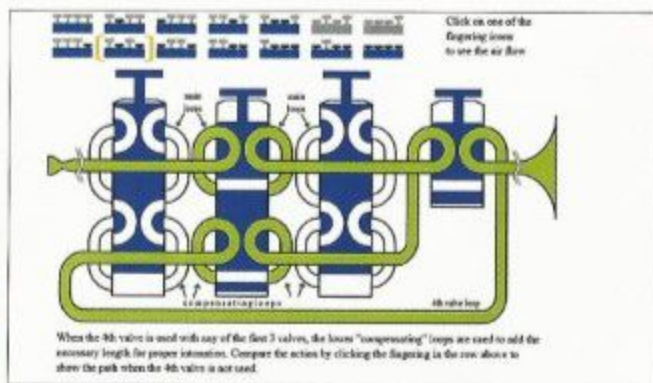 Click on one of the
fingering icons
to see the air flow
main
loops
main
loops
compensating loops
4th valve loop
When the 4th valve is used with any of the first 3 valves, the lower "compensating" loops are used to add the
necessary length for proper intonation. Compare the action by clicking the fingering in the row above to
show the path when the 4th valve is not used.